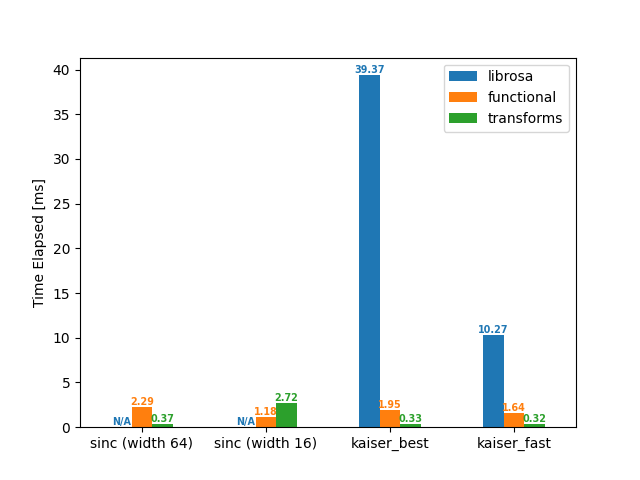 40
35
30
25
20
15
10
5
0
Time Elapsed [ms]
librosa
functional
transforms
N/A
2.29
0.37
N/A
1.18
2.72
39.37
1.95
0.33
10.27
1.64
0.32
sinc (width 64)
sinc (width 16)
kaiser_best
kaiser_fast